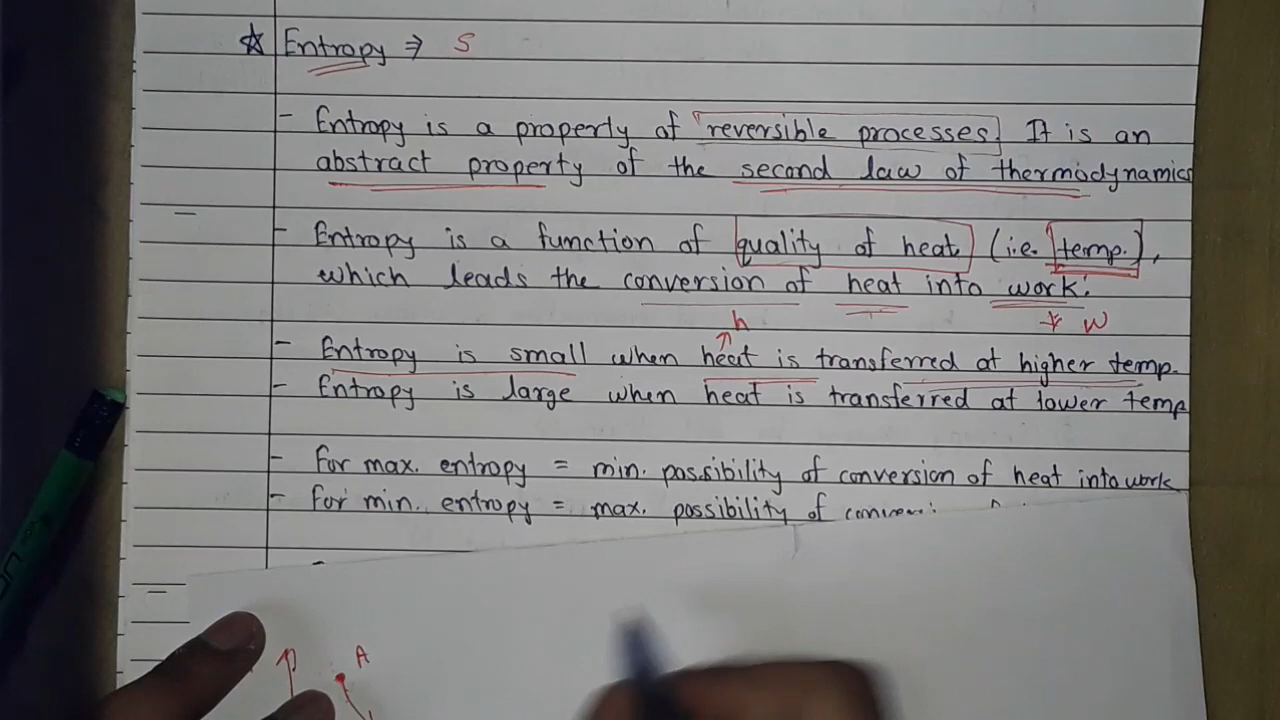 ☆ Entropy ⇒ S
- Entropy is a property of reversible processes. It is an
abstract property of the second law of thermodynamics
- Entropy is a function of quality of heat (i.e. temp.),
which leads the conversion of heat into work.
h
W
- Entropy is small when heat is transferred at higher temp.
- Entropy is large when heat is transferred at lower temp
- For max. entropy = min. possibility of conversion of heat into work
- For min. entropy = max. possibility of
A